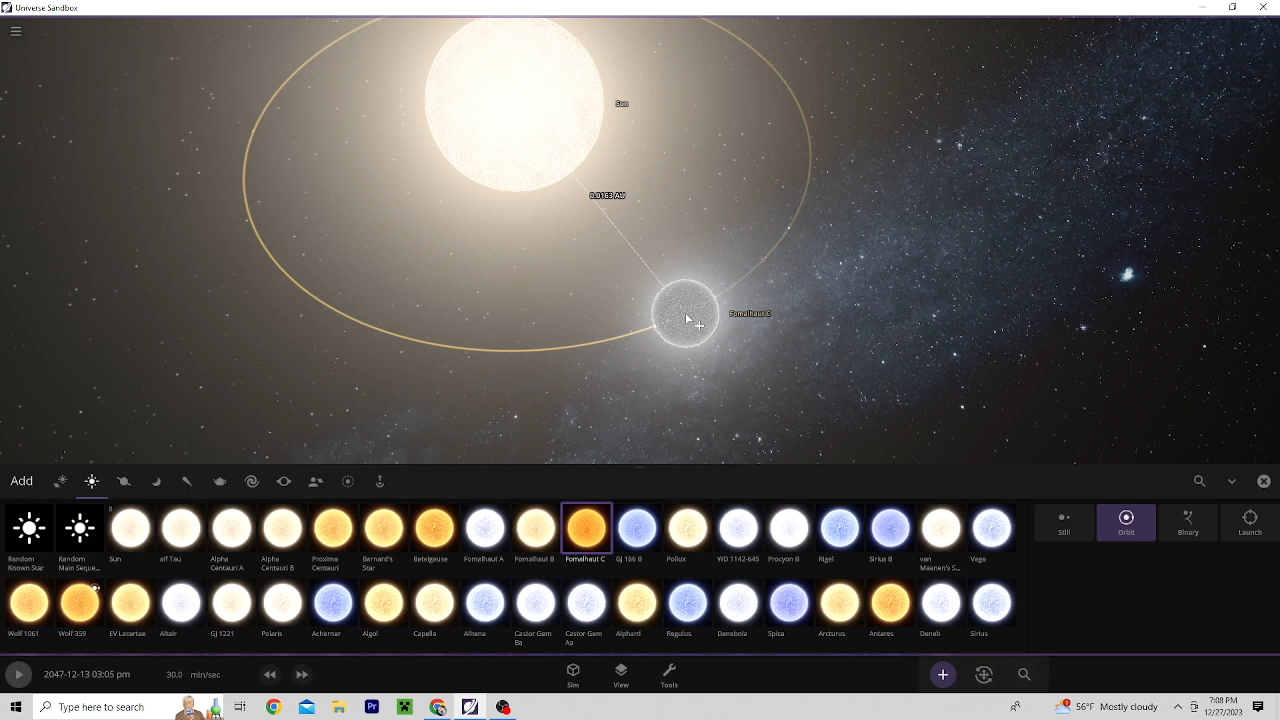 Universe Sandbox
Sun
0.0163 AU
Fomalhaut C
Add
8
Random Known Star
Random Main Seque...
Sun
alf Tau
Alpha Centauri A
Alpha Centauri B
Proxima Centauri
Barnard's Star
Betelgeuse
Fomalhaut A
Fomalhaut B
Fomalhaut C
GJ 166 B
Pollux
WD 1142-645
Procyon B
Rigel
Sirius B
van Maanen's S...
Vega
Still
Orbit
Binary
Launch
Wolf 1061
Wolf 359
EV Lacertae
Altair
GJ 1221
Polaris
Achernar
Algol
Capella
Alhena
Castor Gem Ba
Castor Gem Aa
Alphard
Regulus
Denebola
Spica
Arcturus
Antares
Deneb
Sirius
2047-12-13 03:05 pm
30.0 min/sec
Sim
View
Tools
Type here to search
56°F Mostly cloudy
7:08 PM
12/27/2023